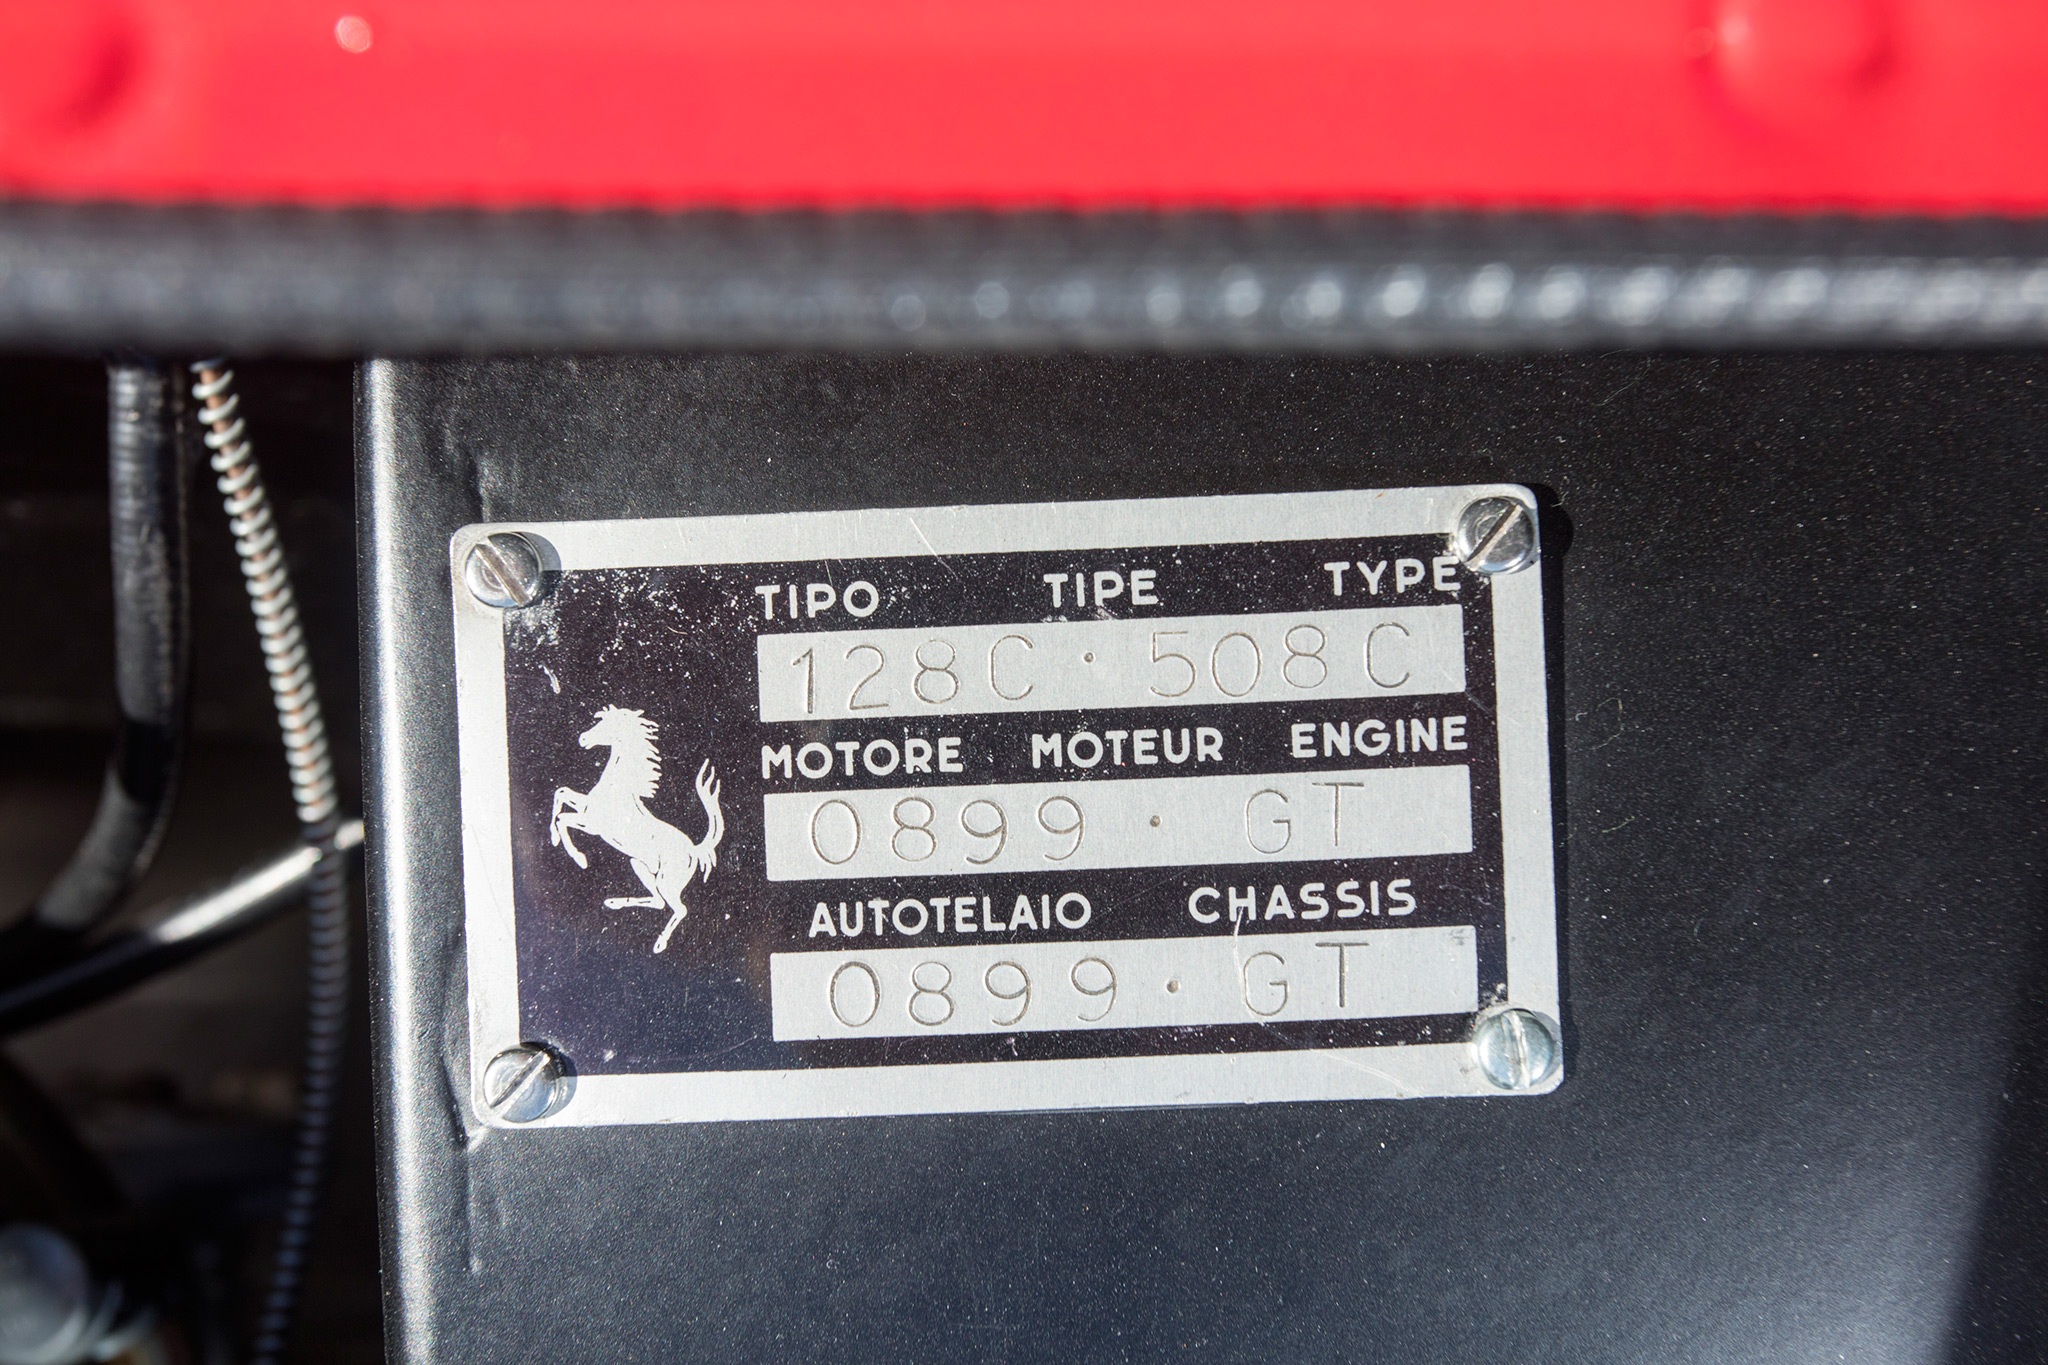 TIPO TIPE TYPE
128C · 508C
MOTORE MOTEUR ENGINE
0899 · GT
AUTOTELAIO CHASSIS
0899 · GT